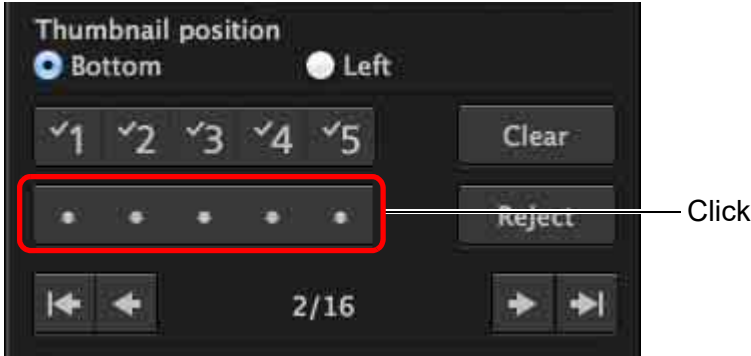 Thumbnail position
Bottom Left
✓1 ✓2 ✓3 ✓4 ✓5 Clear
• • • • • Reject
Click
2/16